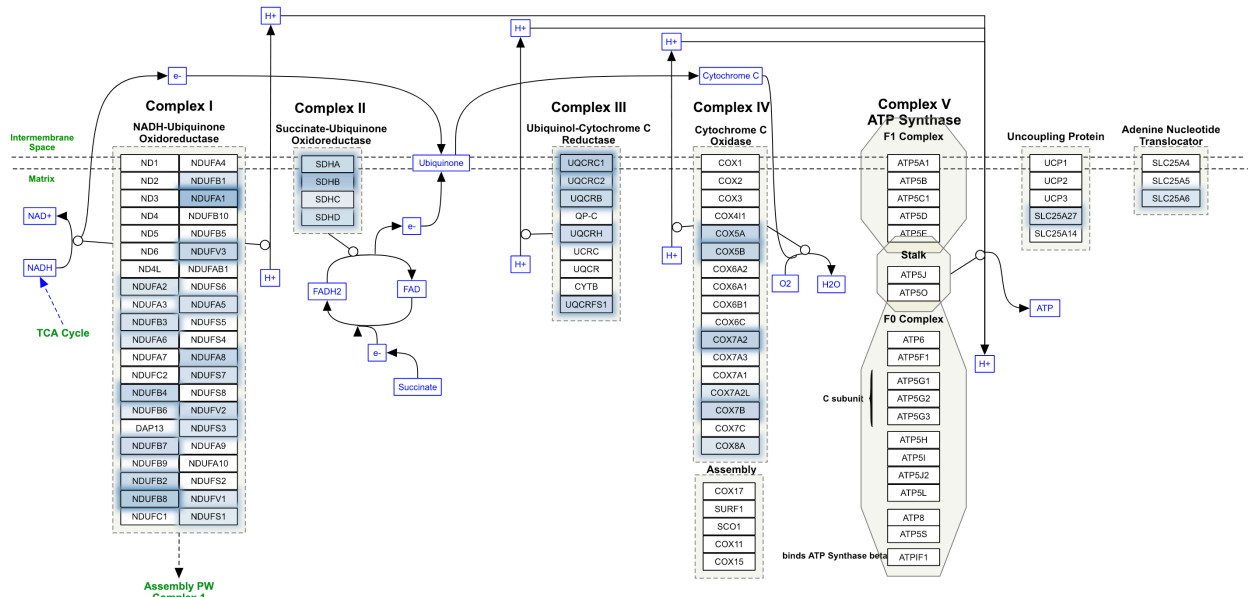 H+
H+
H+
e-
Cytochrome C
Complex I
NADH-Ubiquinone
Oxidoreductase
Complex II
Succinate-Ubiquinone
Oxidoreductase
Complex III
Ubiquinol-Cytochrome C
Reductase
Complex IV
Cytochrome C
Oxidase
Complex V
ATP Synthase
F1 Complex
Uncoupling Protein
Adenine Nucleotide
Translocator
Intermembrane
Space
Matrix
Ubiquinone
NAD+
NADH
TCA Cycle
ND1 NDUFA4
ND2 NDUFB1
ND3 NDUFA1
ND4 NDUFB10
ND5 NDUFB5
ND6 NDUFV3
ND4L NDUFAB1
NDUFA2 NDUFS6
NDUFA3 NDUFA5
NDUFB3 NDUFS5
NDUFA6 NDUFS4
NDUFA7 NDUFA8
NDUFC2 NDUFS7
NDUFB4 NDUFS8
NDUFB6 NDUFV2
DAP13 NDUFS3
NDUFB7 NDUFA9
NDUFB9 NDUFA10
NDUFB2 NDUFS2
NDUFB8 NDUFV1
NDUFC1 NDUFS1
Assembly PW
Complex 1
H+
SDHA
SDHB
SDHC
SDHD
e-
FADH2
FAD
e-
Succinate
UQCRC1
UQCRC2
UQCRB
QP-C
UQCRH
UCRC
UQCR
CYTB
UQCRFS1
H+
COX1
COX2
COX3
COX4I1
COX5A
COX5B
COX6A2
COX6A1
COX6B1
COX6C
COX7A2
COX7A3
COX7A1
COX7A2L
COX7B
COX7C
COX8A
H+
O2
H2O
Assembly
COX17
SURF1
SCO1
COX11
COX15
ATP5A1
ATP5B
ATP5C1
ATP5D
ATP5E
Stalk
ATP5J
ATP5O
F0 Complex
ATP6
ATP5F1
C subunit
ATP5G1
ATP5G2
ATP5G3
ATP5H
ATP5I
ATP5J2
ATP5L
ATP8
ATP5S
binds ATP Synthase beta
ATPIF1
ATP
H+
UCP1
UCP2
UCP3
SLC25A27
SLC25A14
SLC25A4
SLC25A5
SLC25A6